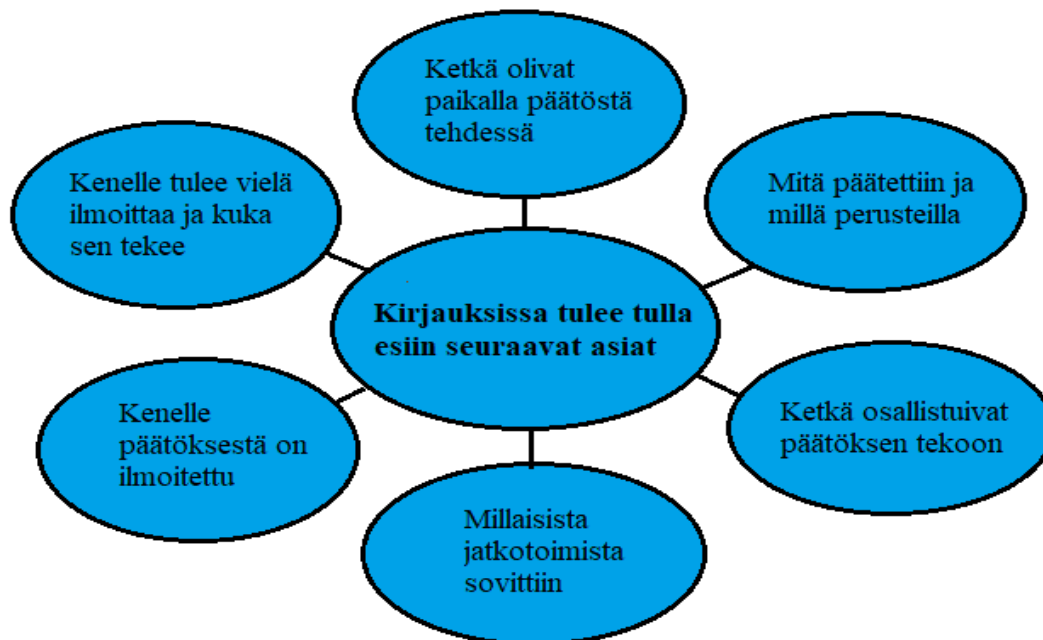 Ketkä olivat
paikalla päätöstä
tehdessä
Kenelle tulee vielä
ilmoittaa ja kuka
sen tekee
Mitä päätettiin ja
millä perusteilla
Kirjauksissa tulee tulla
esiin seuraavat asiat
Kenelle
päätöksestä on
ilmoitettu
Ketkä osallistuivat
päätöksen tekoon
Millaisista
jatkotoimista
sovittiin